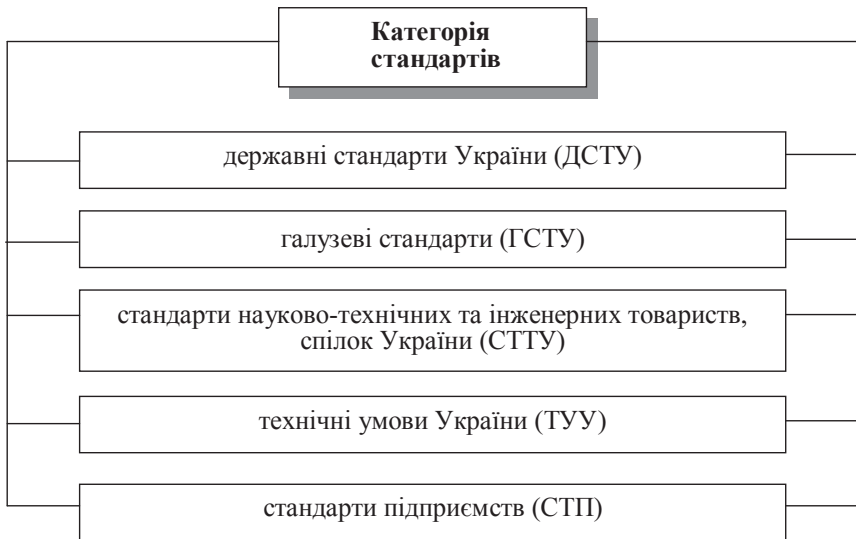 Категорія
стандартів
державні стандарти України (ДСТУ)
галузеві стандарти (ГСТУ)
стандарти науково-технічних та інженерних товариств,
спілок України (СТТУ)
технічні умови України (ТУУ)
стандарти підприємств (СТП)